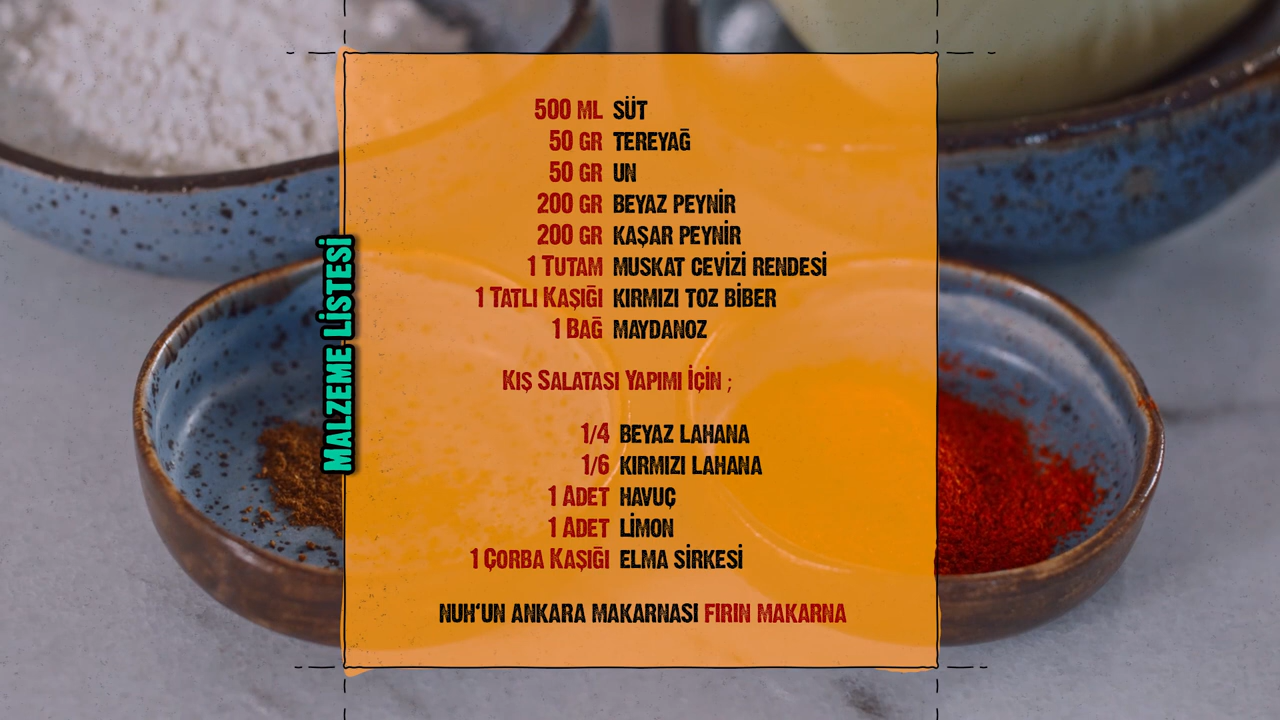 MALZEME LİSTESİ
500 ML SÜT
50 GR TEREYAĞ
50 GR UN
200 GR BEYAZ PEYNİR
200 GR KAŞAR PEYNİR
1 TUTAM MUSKAT CEVİZİ RENDESİ
1 TATLI KAŞIĞI KIRMIZI TOZ BİBER
1 BAĞ MAYDANOZ
KIŞ SALATASI YAPIMI İÇİN ;
1/4 BEYAZ LAHANA
1/6 KIRMIZI LAHANA
1 ADET HAVUÇ
1 ADET LİMON
1 ÇORBA KAŞIĞI ELMA SİRKESİ
NUH'UN ANKARA MAKARNASI FIRIN MAKARNA